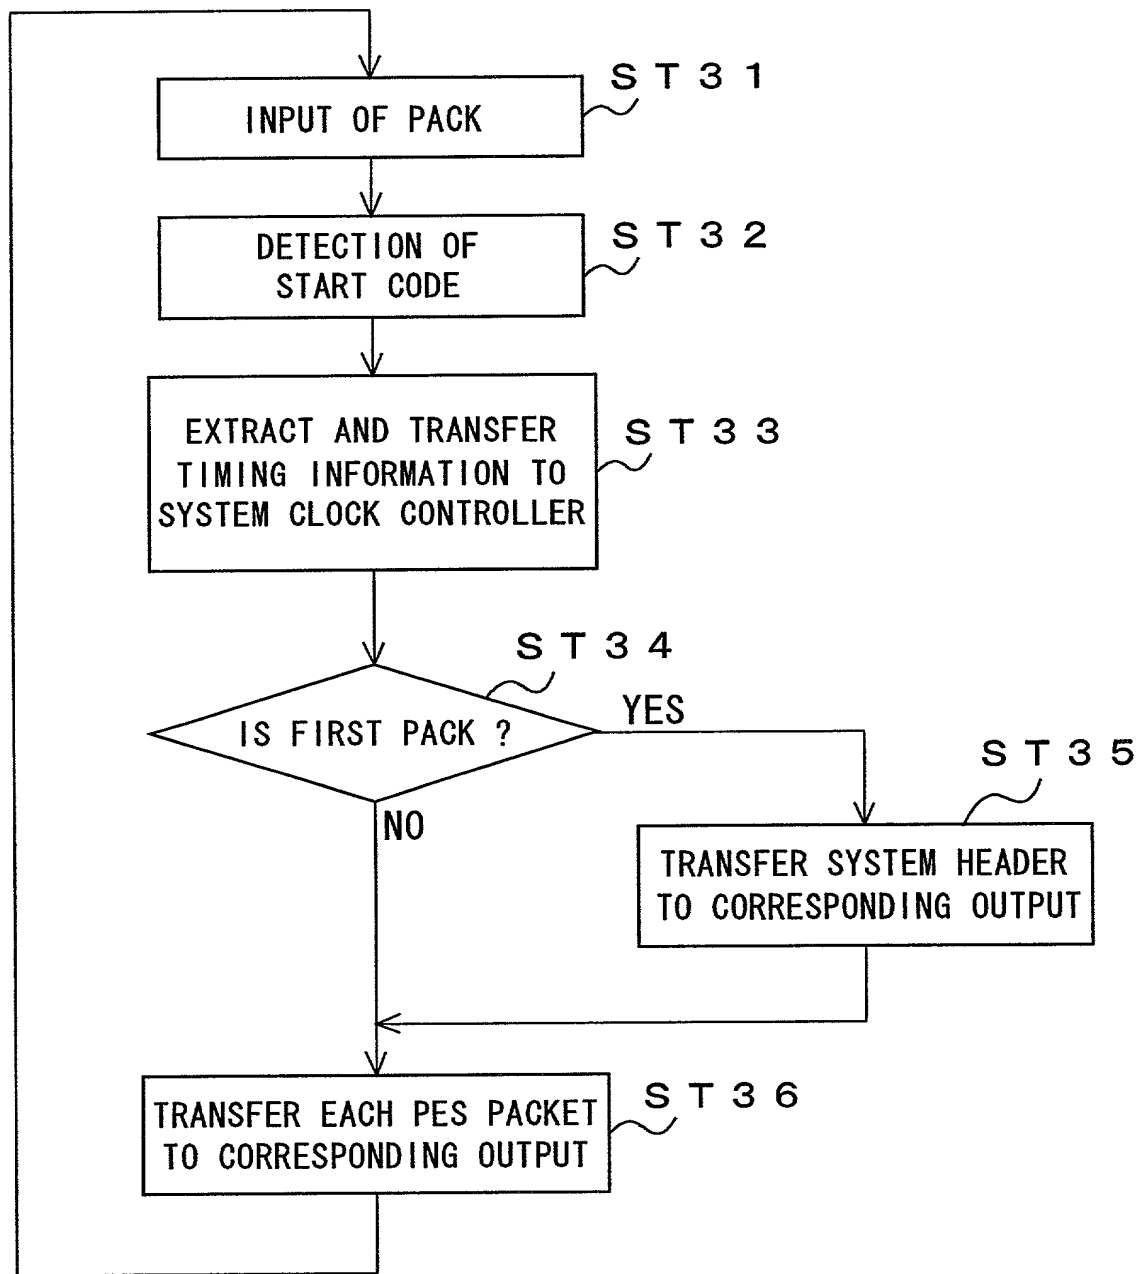 ST31
INPUT OF PACK
ST32
DETECTION OF
START CODE
ST33
EXTRACT AND TRANSFER
TIMING INFORMATION TO
SYSTEM CLOCK CONTROLLER
ST34
IS FIRST PACK ?
YES
NO
ST35
TRANSFER SYSTEM HEADER
TO CORRESPONDING OUTPUT
ST36
TRANSFER EACH PES PACKET
TO CORRESPONDING OUTPUT